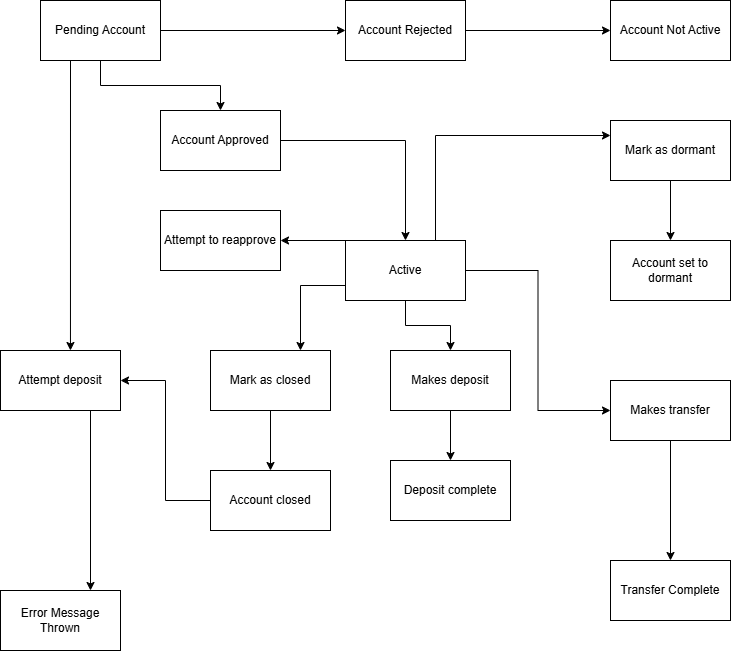 Pending Account
Account Rejected
Account Not Active
Account Approved
Mark as dormant
Attempt to reapprove
Active
Account set to
dormant
Attempt deposit
Mark as closed
Makes deposit
Makes transfer
Account closed
Deposit complete
Error Message
Thrown
Transfer Complete